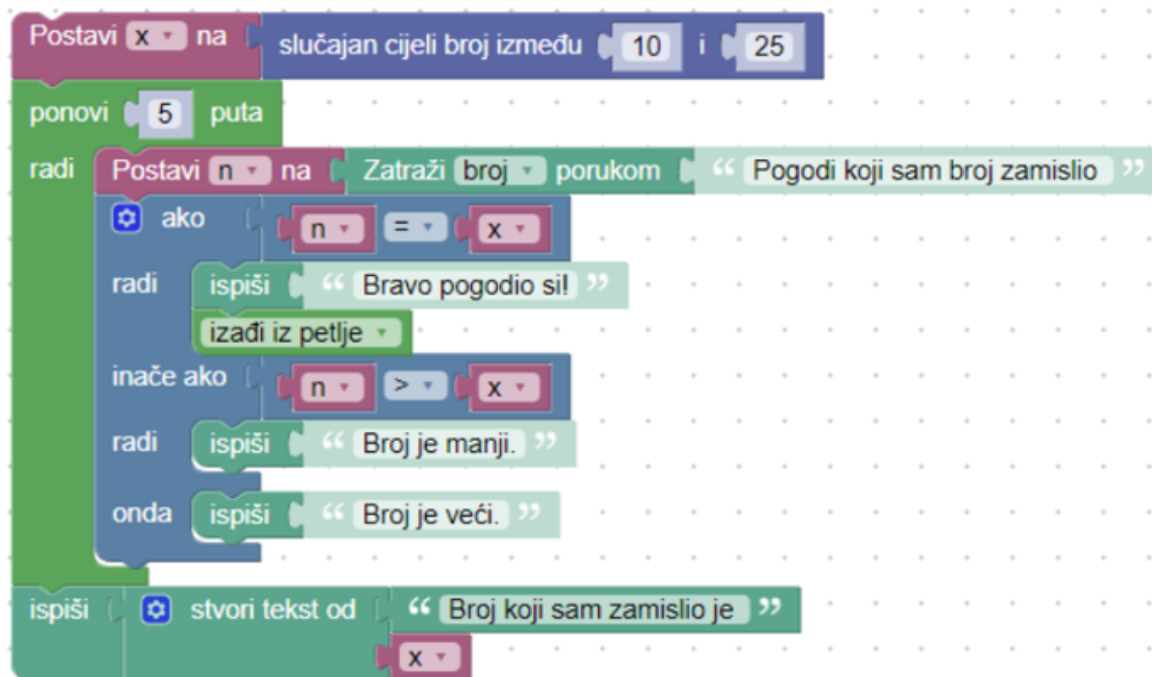 Postavi x na slučajan cijeli broj između 10 i 25
ponovi 5 puta
radi Postavi n na Zatraži broj porukom “ Pogodi koji sam broj zamislio ”
ako n = x
radi ispiši “ Bravo pogodio si! ”
izađi iz petlje
inače ako n > x
radi ispiši “ Broj je manji. ”
onda ispiši “ Broj je veći. ”
ispiši stvori tekst od “ Broj koji sam zamislio je ”
x